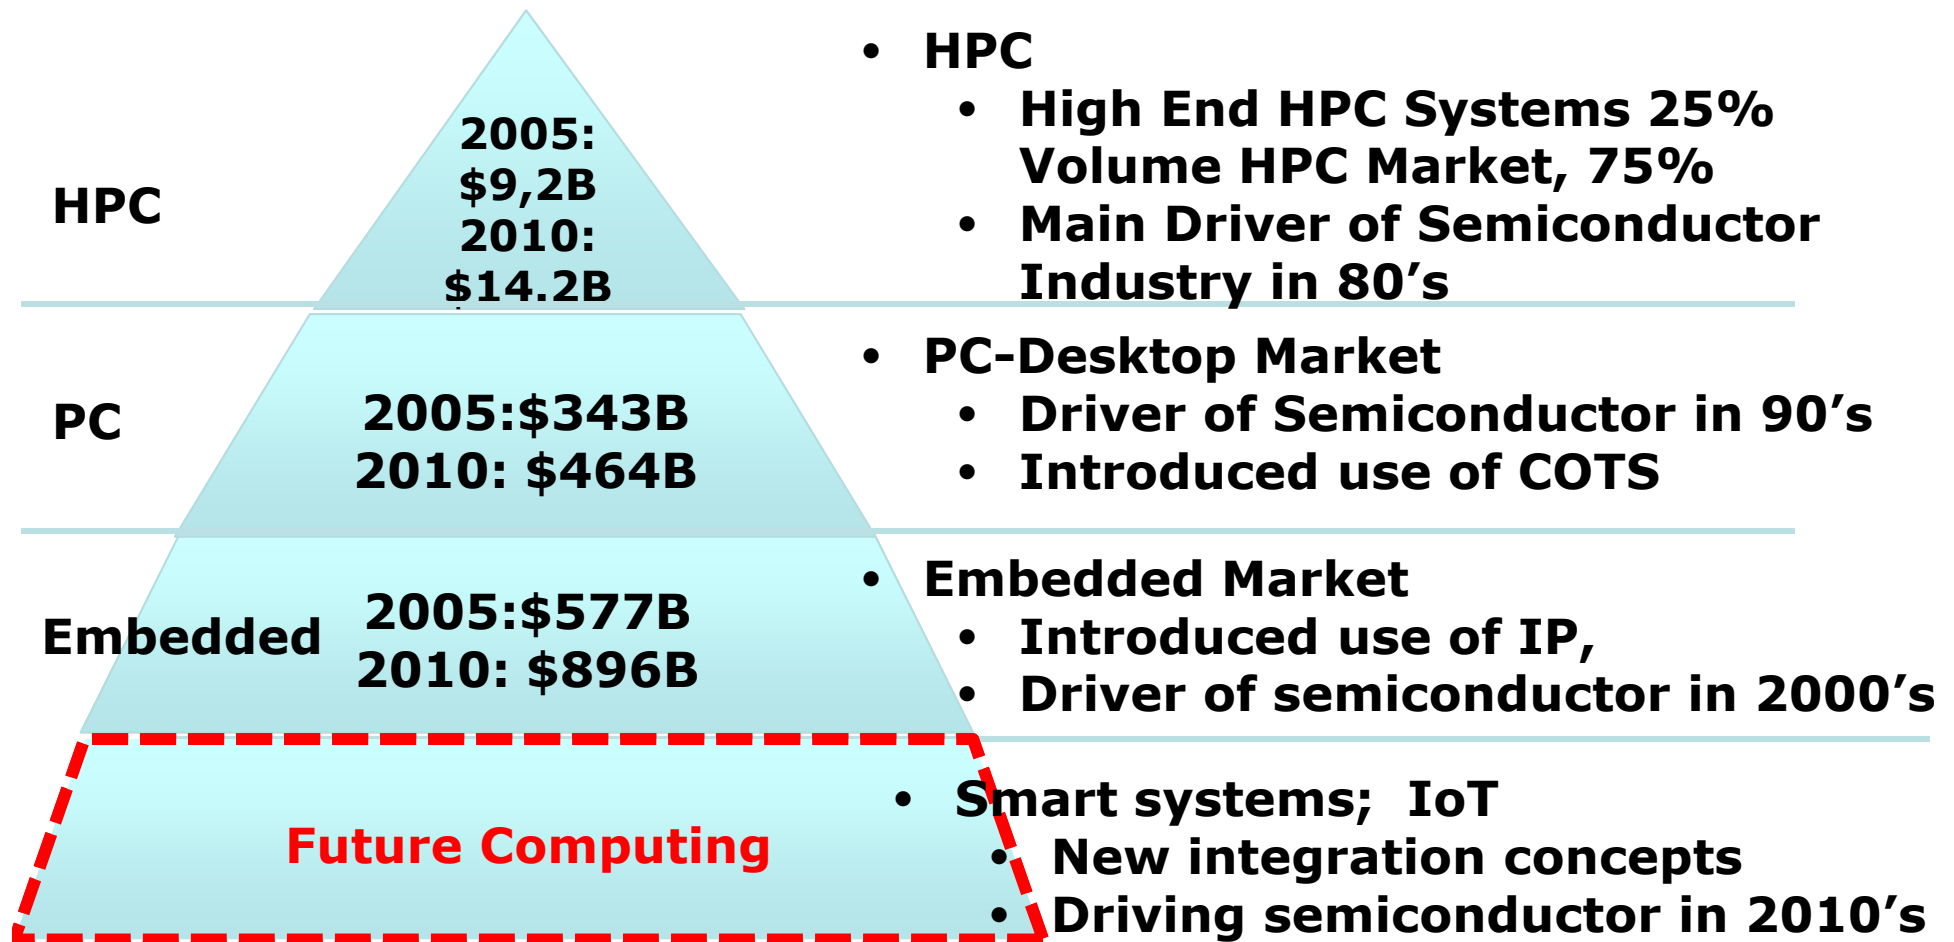 HPC
2005:
$9,2B
2010:
$14.2B
• HPC
• High End HPC Systems 25%
Volume HPC Market, 75%
• Main Driver of Semiconductor
Industry in 80’s
PC
2005:$343B
2010: $464B
• PC-Desktop Market
• Driver of Semiconductor in 90’s
• Introduced use of COTS
Embedded
2005:$577B
2010: $896B
• Embedded Market
• Introduced use of IP,
• Driver of semiconductor in 2000’s
Future Computing
• Smart systems; IoT
• New integration concepts
• Driving semiconductor in 2010’s